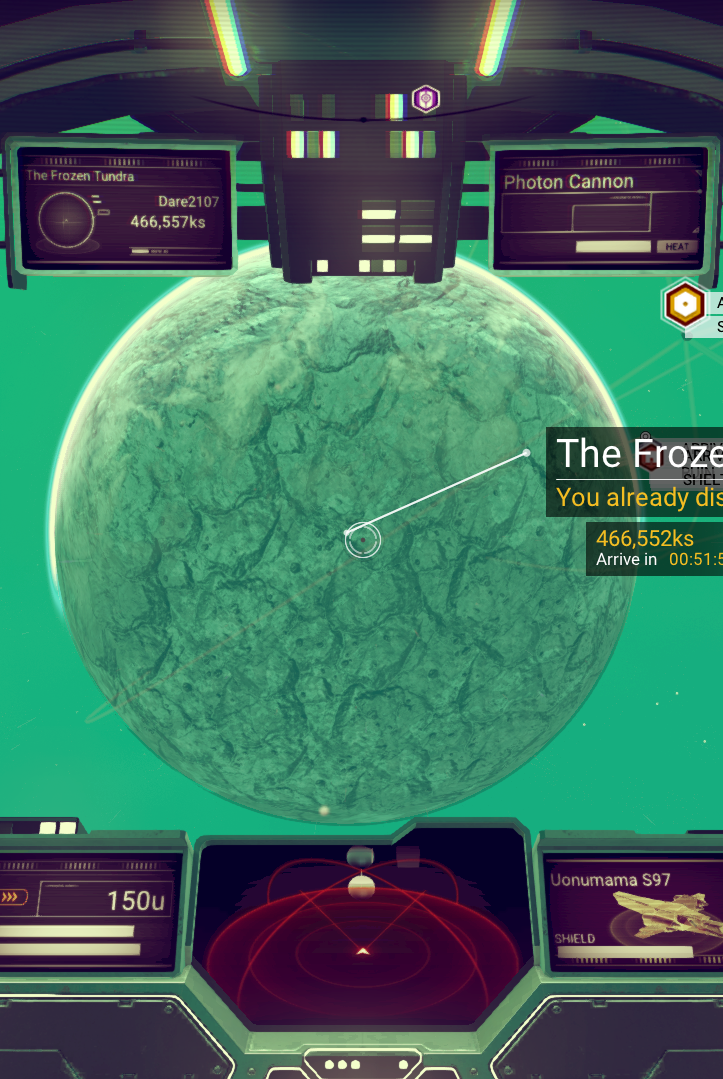 The Frozen Tundra
Dare2107
466,557ks
Photon Cannon
HEAT
A
S
The Froze
You already dis
SHEL
466,552ks
Arrive in 00:51:5
150u
Uonumama S97
SHIELD